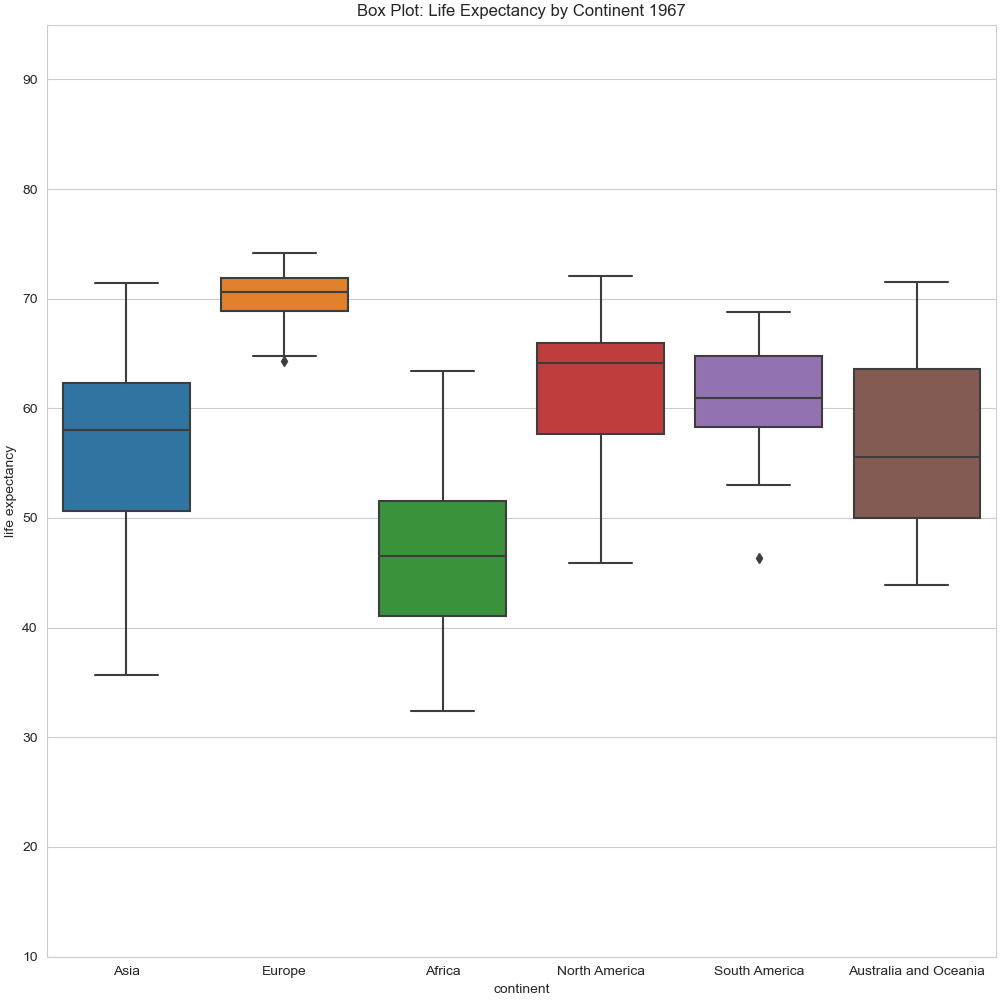 Box Plot: Life Expectancy by Continent 1967
90
80
70
60
50
40
30
20
10
life expectancy
Asia Europe Africa North America South America Australia and Oceania
continent